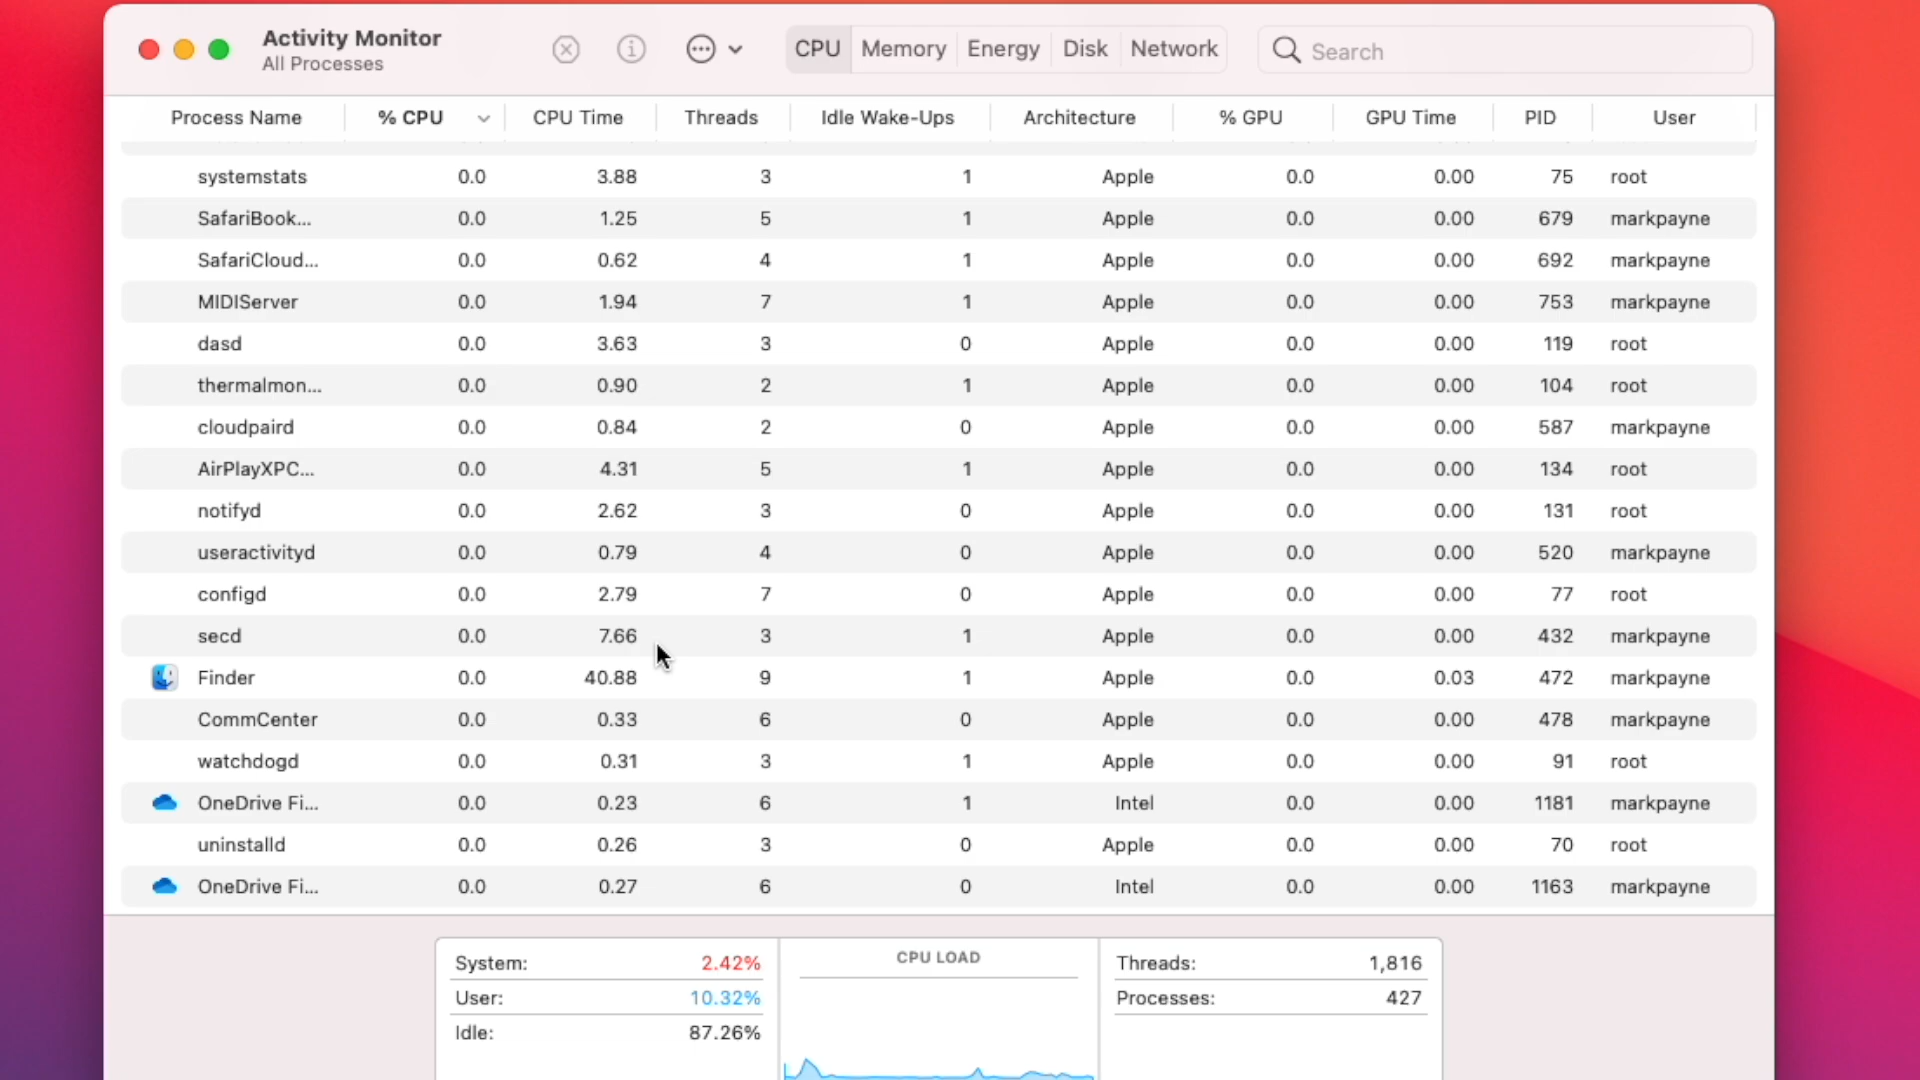 Activity Monitor
All Processes
CPU Memory Energy Disk Network Search
Process Name % CPU CPU Time Threads Idle Wake-Ups Architecture % GPU GPU Time PID User
systemstats 0.0 3.88 3 1 Apple 0.0 0.00 75 root
SafariBook... 0.0 1.25 5 1 Apple 0.0 0.00 679 markpayne
SafariCloud... 0.0 0.62 4 1 Apple 0.0 0.00 692 markpayne
MIDIServer 0.0 1.94 7 1 Apple 0.0 0.00 753 markpayne
dasd 0.0 3.63 3 0 Apple 0.0 0.00 119 root
thermalmon... 0.0 0.90 2 1 Apple 0.0 0.00 104 root
cloudpaird 0.0 0.84 2 0 Apple 0.0 0.00 587 markpayne
AirPlayXPC... 0.0 4.31 5 1 Apple 0.0 0.00 134 root
notifyd 0.0 2.62 3 0 Apple 0.0 0.00 131 root
useractivityd 0.0 0.79 4 0 Apple 0.0 0.00 520 markpayne
configd 0.0 2.79 7 0 Apple 0.0 0.00 77 root
secd 0.0 7.66 3 1 Apple 0.0 0.00 432 markpayne
Finder 0.0 40.88 9 1 Apple 0.0 0.03 472 markpayne
CommCenter 0.0 0.33 6 0 Apple 0.0 0.00 478 markpayne
watchdogd 0.0 0.31 3 1 Apple 0.0 0.00 91 root
OneDrive Fi... 0.0 0.23 6 1 Intel 0.0 0.00 1181 markpayne
uninstalld 0.0 0.26 3 0 Apple 0.0 0.00 70 root
OneDrive Fi... 0.0 0.27 6 0 Intel 0.0 0.00 1163 markpayne
System: 2.42% CPU LOAD Threads: 1,816
User: 10.32% Processes: 427
Idle: 87.26%